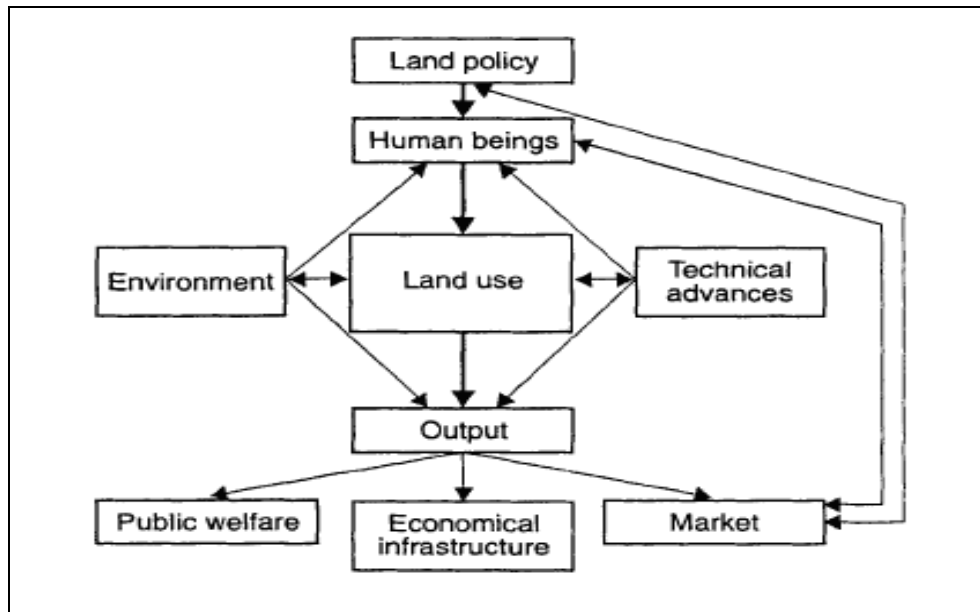 Land policy
Human beings
Environment
Land use
Technical
advances
Output
Public welfare
Economical
infrastructure
Market